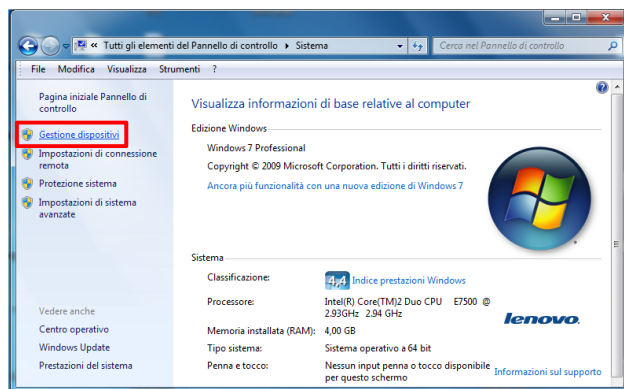 « Tutti gli elementi del Pannello di controllo Sistema
Cerca nel Pannello di controllo
File Modifica Visualizza Strumenti ?
Pagina iniziale Pannello di
controllo
Gestione dispositivi
Impostazioni di connessione
remota
Protezione sistema
Impostazioni di sistema
avanzate
Vedere anche
Centro operativo
Windows Update
Prestazioni del sistema
Visualizza informazioni di base relative al computer
Edizione Windows
Windows 7 Professional
Copyright © 2009 Microsoft Corporation. Tutti i diritti riservati.
Ancora più funzionalità con una nuova edizione di Windows 7
Sistema
Classificazione: 4,4 Indice prestazioni Windows
Processore: Intel(R) Core(TM)2 Duo CPU E7500 @
2.93GHz 2.94 GHz
Memoria installata (RAM): 4,00 GB
Tipo sistema: Sistema operativo a 64 bit
Penna e tocco: Nessun input penna o tocco disponibile
per questo schermo
lenovo
Informazioni sul supporto